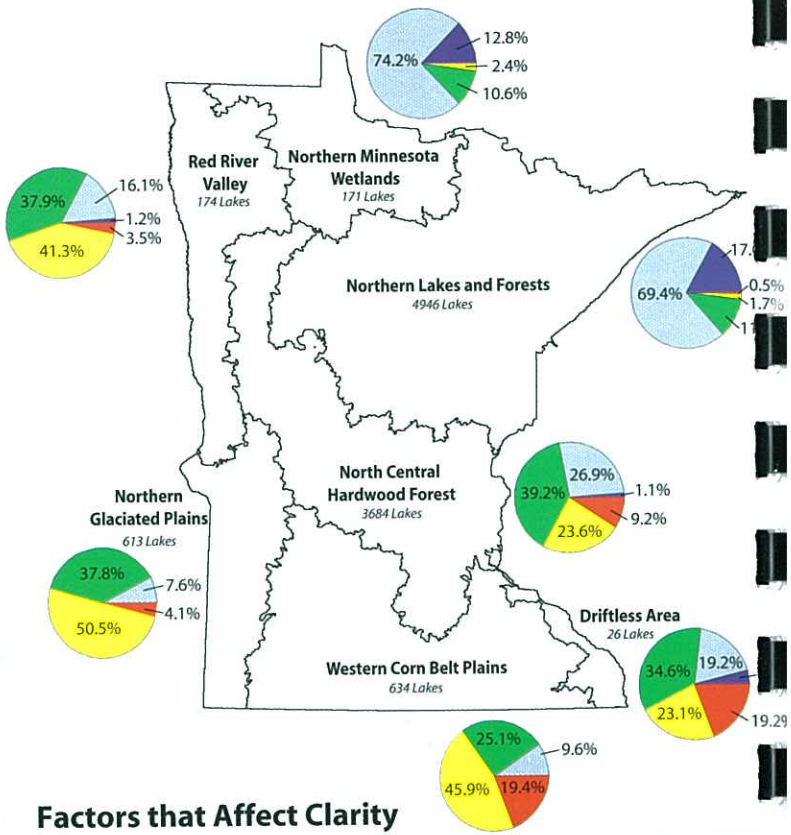 74.2%
12.8%
2.4%
10.6%
Red River
Valley
174 Lakes
Northern Minnesota
Wetlands
171 Lakes
37.9%
16.1%
1.2%
3.5%
41.3%
Northern Lakes and Forests
4946 Lakes
69.4%
17.
0.5%
1.7%
11
North Central
Hardwood Forest
3684 Lakes
39.2%
26.9%
1.1%
9.2%
23.6%
Northern
Glaciated Plains
613 Lakes
37.8%
7.6%
4.1%
50.5%
Driftless Area
26 Lakes
34.6%
19.2%
23.1%
19.2%
Western Corn Belt Plains
634 Lakes
25.1%
9.6%
45.9%
19.4%
Factors that Affect Clarity